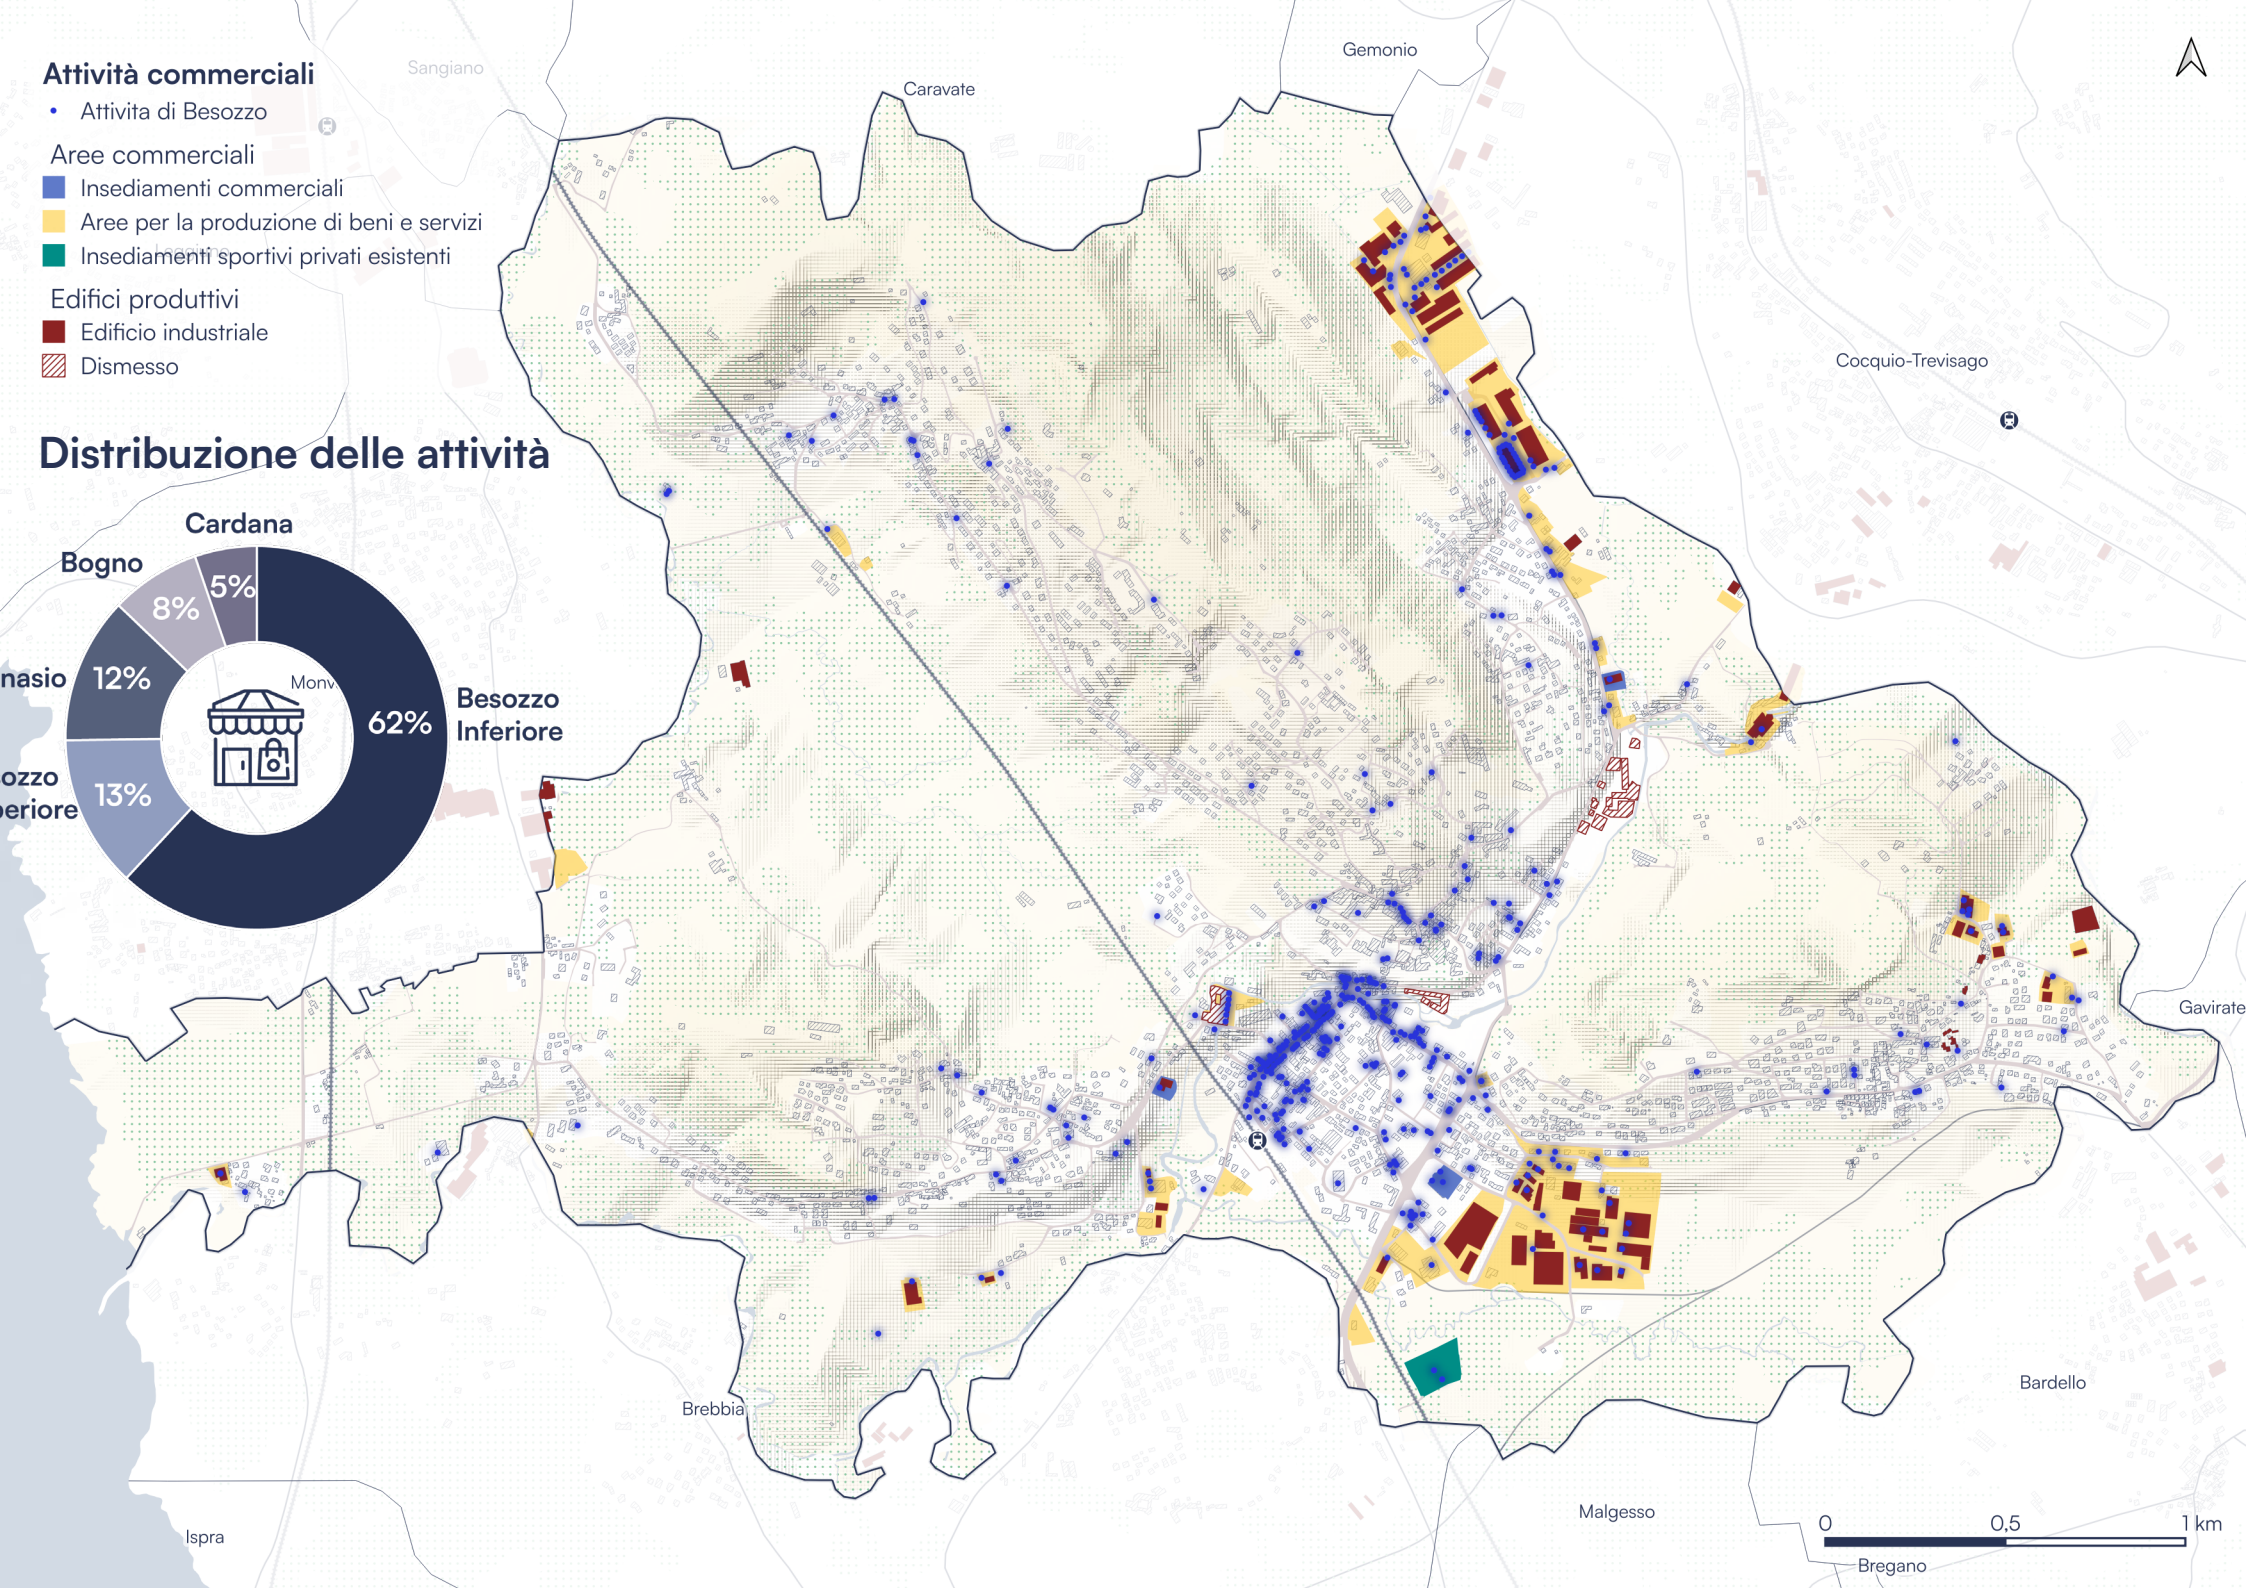 Attività commerciali
Attivita di Besozzo
Aree commerciali
Insediamenti commerciali
Aree per la produzione di beni e servizi
Insediamenti sportivi privati esistenti
Edifici produttivi
Edificio industriale
Dismesso
Distribuzione delle attività
Cardana
Bogno
5%
8%
nasio
12%
Monv
62%
Besozzo
Inferiore
ozzo
eriore
13%
Sangiano
Caravate
Gemonio
Cocquio-Trevisago
Gavirate
Brebbia
Bardello
Malgesso
Ispra
0
0,5
1 km
Bregano